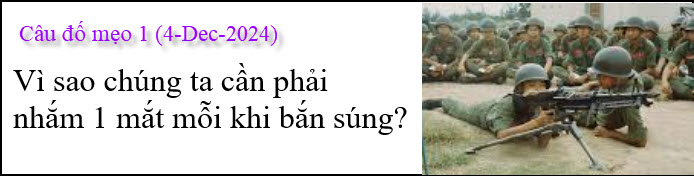 Câu đố mẹo 1 (4-Dec-2024)
Vì sao chúng ta cần phải
nhắm 1 mắt mỗi khi bắn súng?